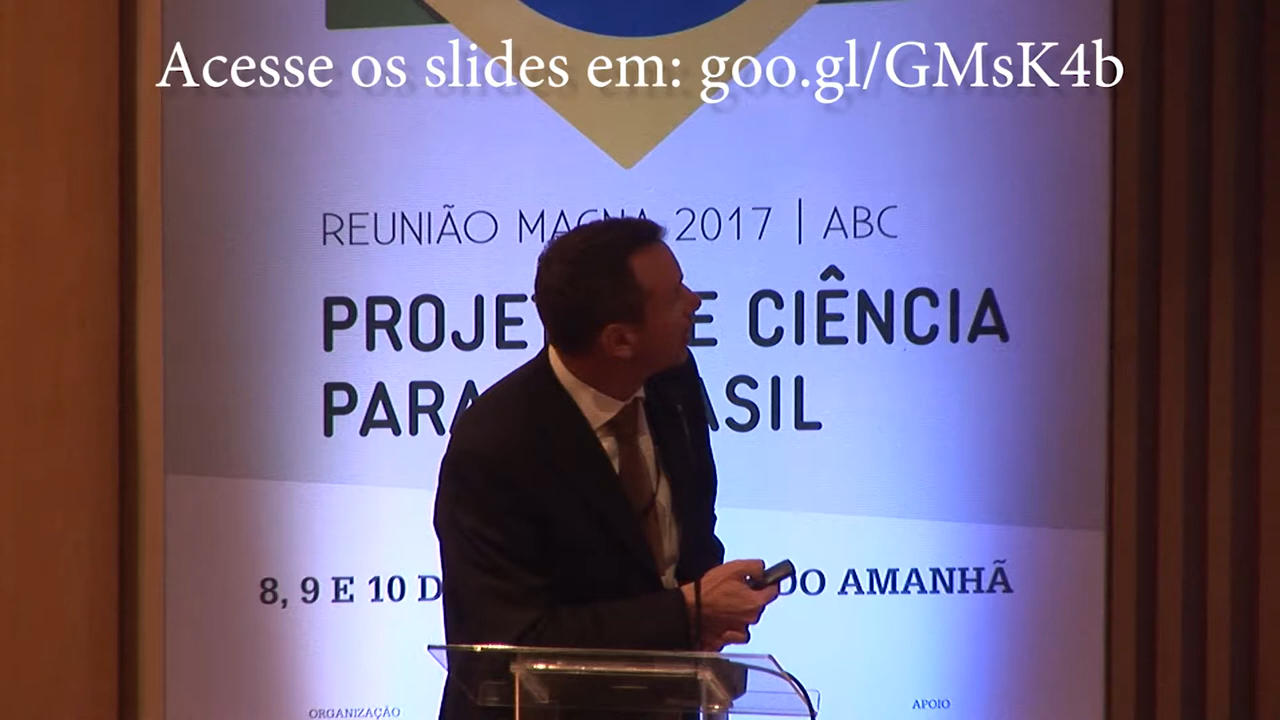 Acesse os slides em: goo.gl/GMsK4b
REUNIÃO MAGNA 2017 | ABC
PROJE E CIÊNCIA
PARA ASIL
8, 9 E 10 D DO AMANHÃ
ORGANIZAÇÃO
APOIO